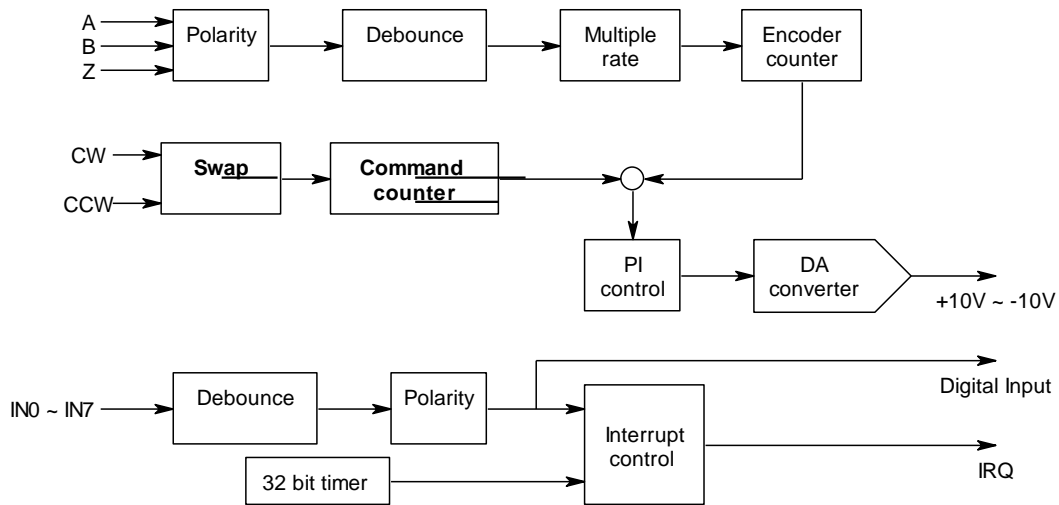 A
B
Z
Polarity
Debounce
Multiple
rate
Encoder
counter
CW
CCW
Swap
Command
counter
PI
control
DA
converter
+10V ~ -10V
IN0 ~ IN7
Debounce
Polarity
Digital Input
Interrupt
control
IRQ
32 bit timer